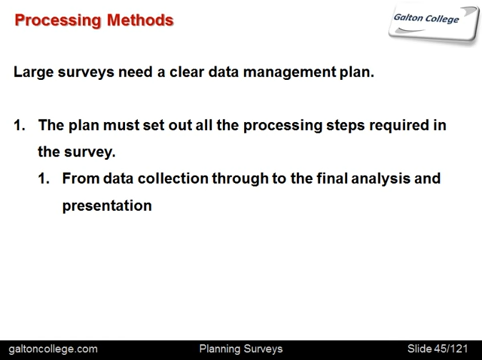 Processing Methods
Galton College
Large surveys need a clear data management plan.
1. The plan must set out all the processing steps required in
the survey.
1. From data collection through to the final analysis and
presentation
galtoncollege.com Planning Surveys Slide 45/121